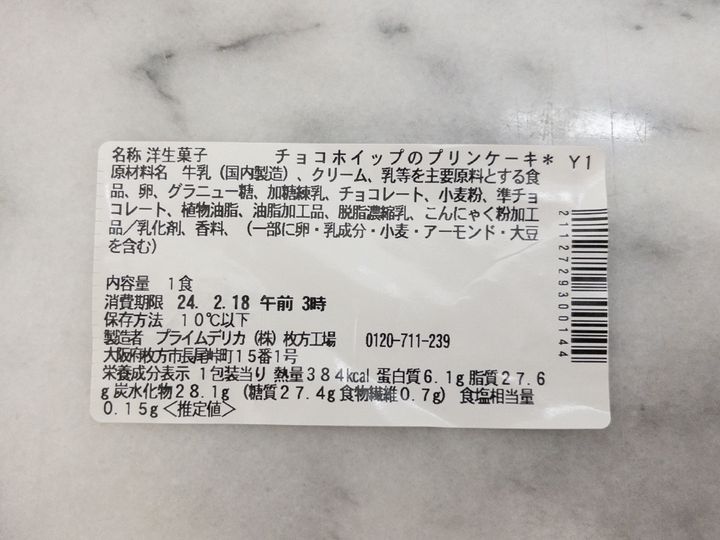 名称 洋生菓子 チョコホイップのプリンケーキ* Y1
原材料名 牛乳(国内製造)、クリーム、乳等を主要原料とする食
品、卵、グラニュー糖、加糖練乳、チョコレート、小麦粉、準チョ
コレート、植物油脂、油脂加工品、脱脂濃縮乳、こんにゃく粉加工
品/乳化剤、香料、(一部に卵・乳成分・小麦・アーモンド・大豆
を含む)
内容量 1食
消費期限 24. 2.18 午前 3時
保存方法 10℃以下
製造者 プライムデリカ(株)枚方工場 0120-711-239
大阪府枚方市長尾峠町15番1号
栄養成分表示 1包装当り 熱量384kcal 蛋白質6.1g 脂質27.6
g 炭水化物28.1g (糖質27.4g 食物繊維0.7g) 食塩相当量
0.15g<推定値>
2112729300144